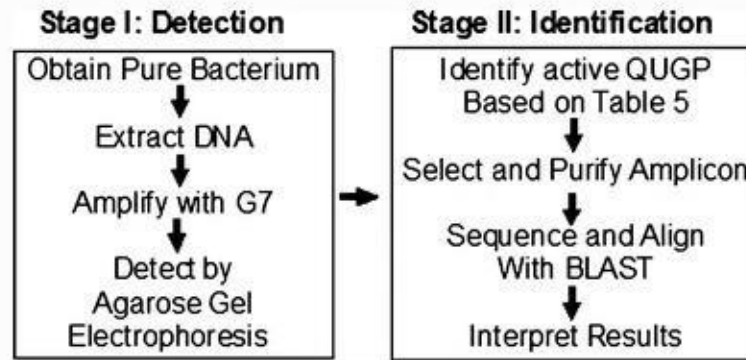 Stage I: Detection
Obtain Pure Bacterium
Extract DNA
Amplify with G7
Detect by
Agarose Gel
Electrophoresis
Stage II: Identification
Identify active QUGP
Based on Table 5
Select and Purify Amplicon
Sequence and Align
With BLAST
Interpret Results